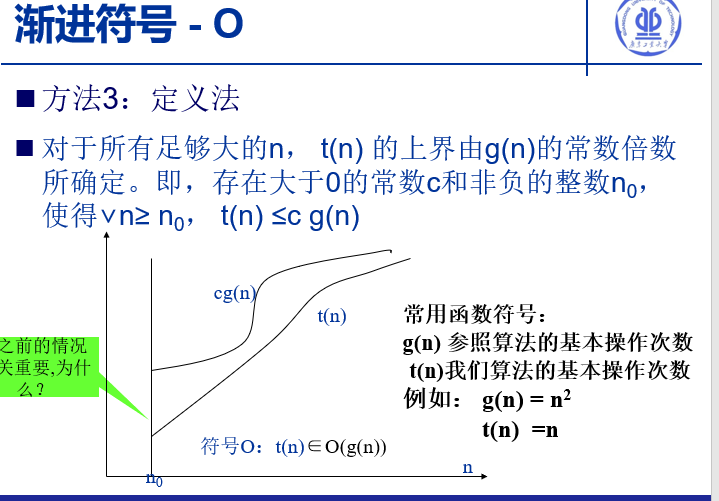 渐进符号 - O
■方法3：定义法
■对于所有足够大的n， t(n) 的上界由g(n)的常数倍数
所确定。即，存在大于0的常数c和非负的整数n₀，
使得∨n≥ n₀， t(n) ≤c g(n)
cg(n)
t(n)
之前的情况
关重要,为什
么?
常用函数符号：
g(n) 参照算法的基本操作次数
t(n)我们算法的基本操作次数
例如： g(n) = n²
t(n) =n
符号O：t(n)∈O(g(n))
n
n₀